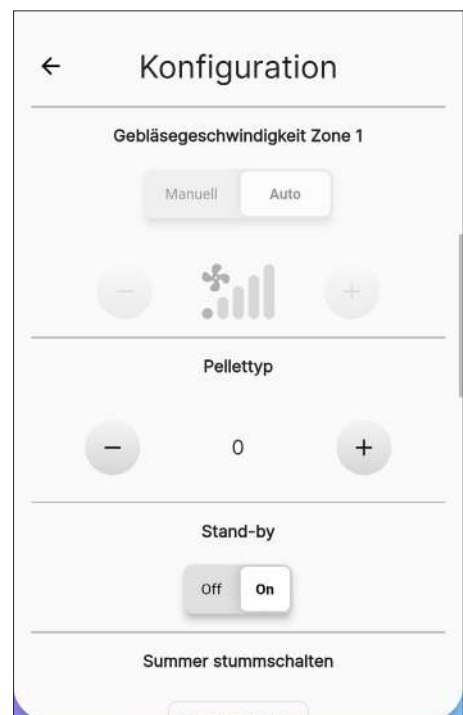 Konfiguration
Gebläsegeschwindigkeit Zone 1
Manuell Auto
Pellettyp
0
Stand-by
Off On
Summer stummschalten